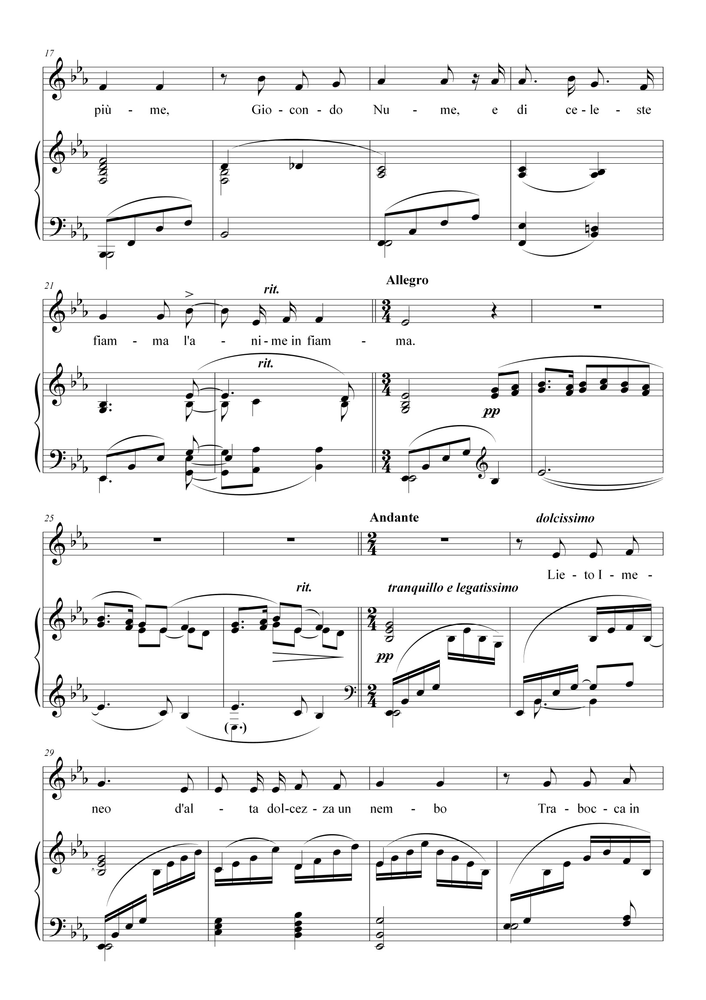 17
più - me, Gio - con - do Nu - me, e di ce - le - ste
Allegro
21
rit.
fiam - ma l'a - ni - me in fiam - ma.
rit.
pp
25
Andante
dolcissimo
Lie - to I - me -
rit.
tranquillo e legatissimo
pp
29
neo d'al - ta dol-cez - za un nem - bo Tra - boc - ca in